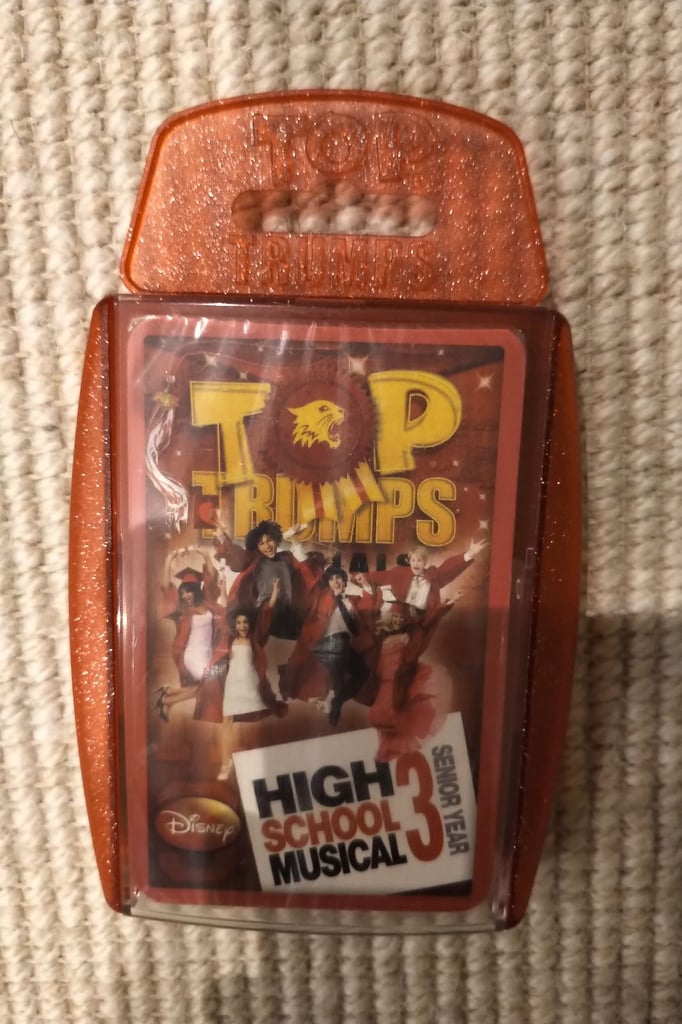 TOP
TRUMPS
TOP
TRUMPS
HIGH
SCHOOL
MUSICAL
3
SENIOR YEAR
Disney